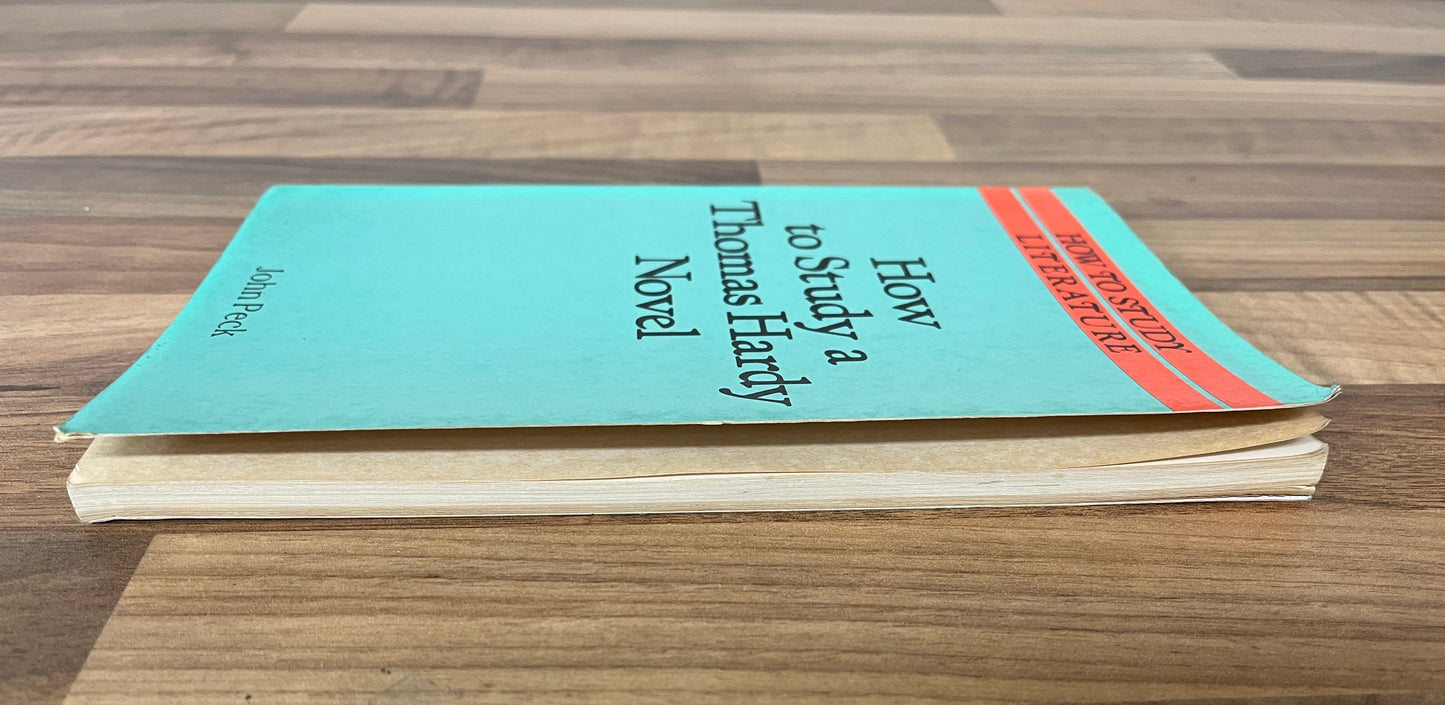 HOW TO STUDY
LITERATURE
How
to Study a
Thomas Hardy
Novel
John Peck